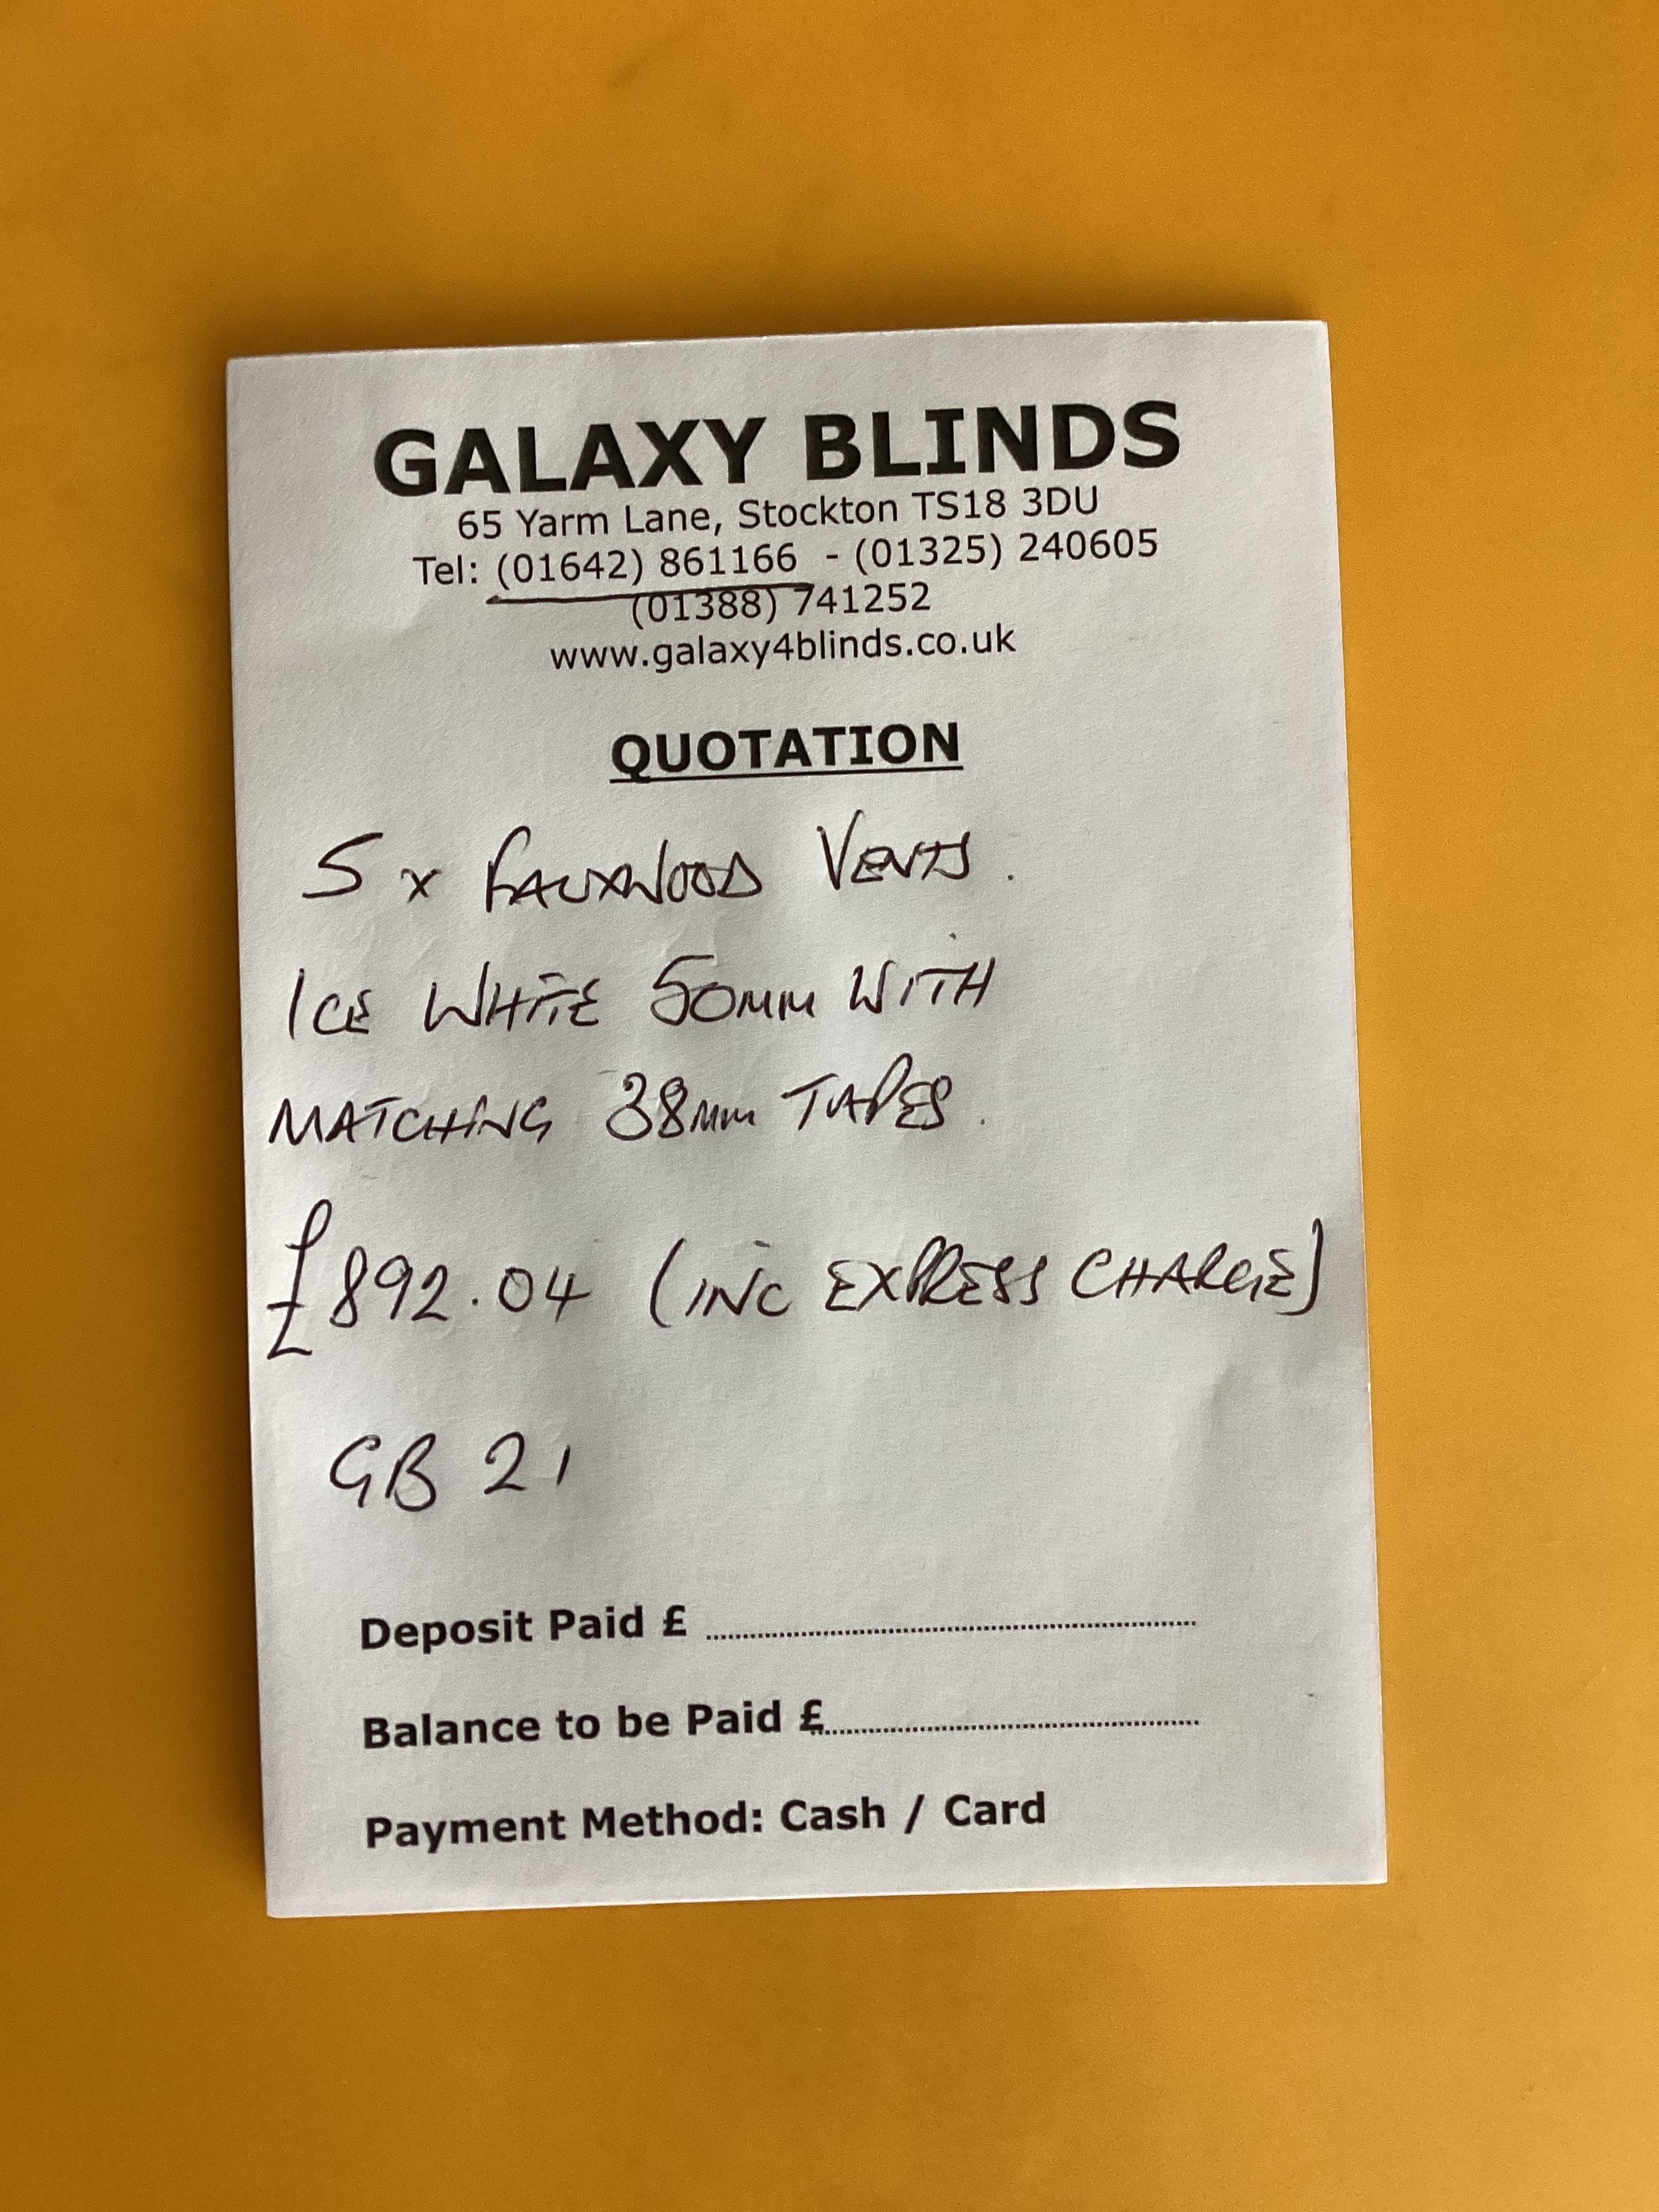 GALAXY BLINDS
65 Yarm Lane, Stockton TS18 3DU
Tel: (01642) 861166 - (01325) 240605
(01388) 741252
www.galaxy4blinds.co.uk
QUOTATION
5 x FAUXWOOD VENTS.
ICE WHITE 50MM WITH
MATCHING 38MM TAPES.
£892.04 (INC EXPRESS CHARGE)
GB 21
Deposit Paid £ ........................................
Balance to be Paid £........................................
Payment Method: Cash / Card